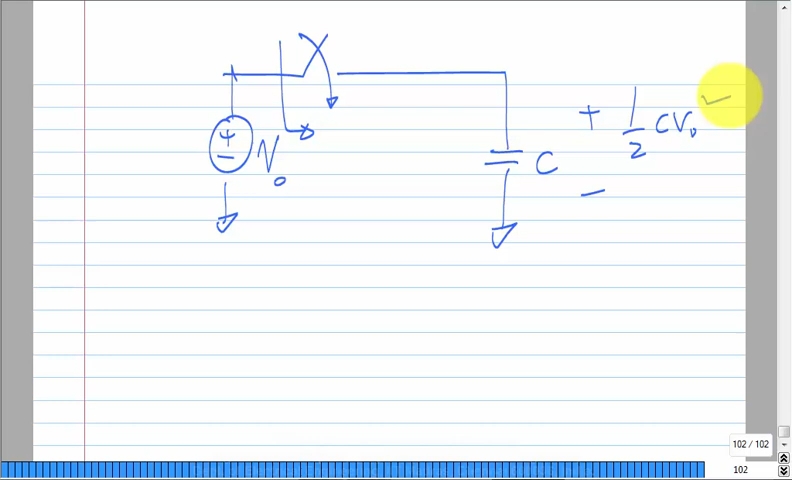 +
+ 1/2 CV₀
−
V₀
C
−
102 / 102
102